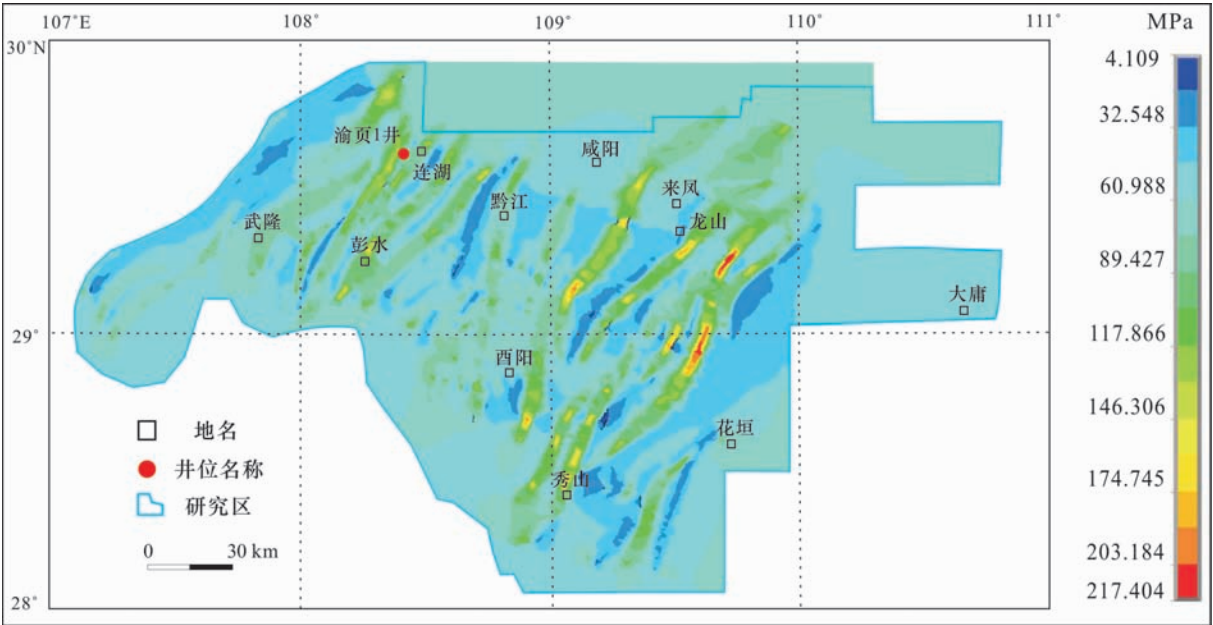 107°E 108° 109° 110° 111°
MPa
30°N
29°
28°
渝页1井
连湖
咸阳
黔江
来凤
龙山
武隆
彭水
大庸
酉阳
花垣
秀山
地名
井位名称
研究区
0 30 km
4.109
32.548
60.988
89.427
117.866
146.306
174.745
203.184
217.404